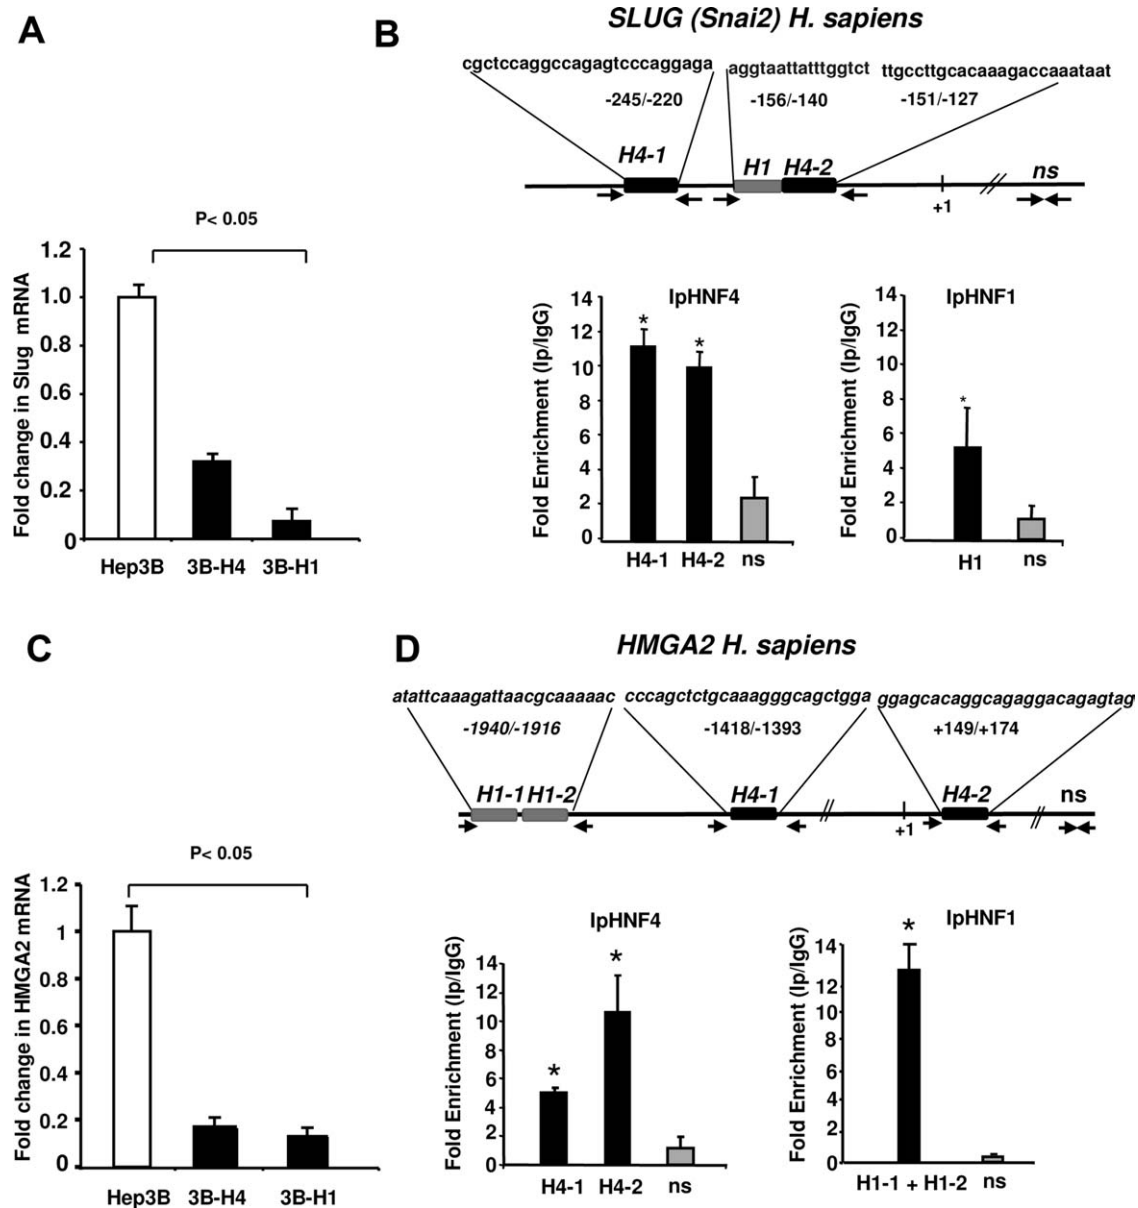 A
P< 0.05
Fold change in Slug mRNA
1.2
1.0
0.8
0.6
0.4
0.2
0
Hep3B 3B-H4 3B-H1
B
SLUG (Snai2) H. sapiens
cgctccaggccagagtcccaggaga aggtaattatttggtct ttgccttgcacaaagaccaaataat
-245/-220 -156/-140 -151/-127
H4-1 H1 H4-2 ns
+1
IpHNF4
Fold Enrichment (Ip/IgG)
14
12
10
8
6
4
2
0
* *
H4-1 H4-2 ns
IpHNF1
Fold Enrichment (Ip/IgG)
14
12
10
8
6
4
2
0
*
H1 ns
C
P< 0.05
Fold change in HMGA2 mRNA
1.2
1
0.8
0.6
0.4
0.2
0
Hep3B 3B-H4 3B-H1
D
HMGA2 H. sapiens
atattcaaagattaacgcaaaaac cccagctctgcaaagggcagctgga ggagcacaggcagaggacagagtag
-1940/-1916 -1418/-1393 +149/+174
H1-1 H1-2 H4-1 H4-2 ns
+1
IpHNF4
Fold Enrichment (Ip/IgG)
14
12
10
8
6
4
2
0
* *
H4-1 H4-2 ns
IpHNF1
Fold Enrichment (Ip/IgG)
14
12
10
8
6
4
2
0
*
H1-1 + H1-2 ns